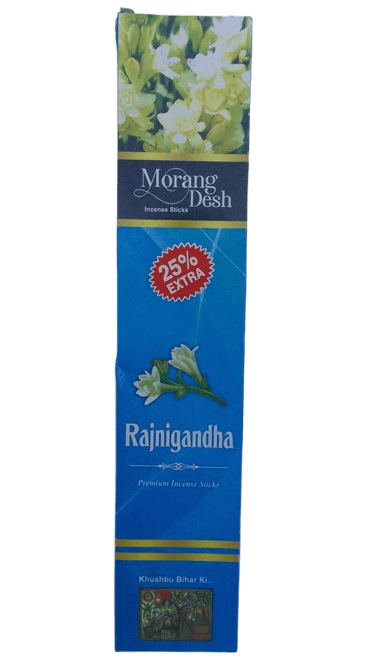 Morang
Desh
Incense Sticks
25%
EXTRA
Rajnigandha
Premium Incense Sticks
Khushbu Bihar Ki...